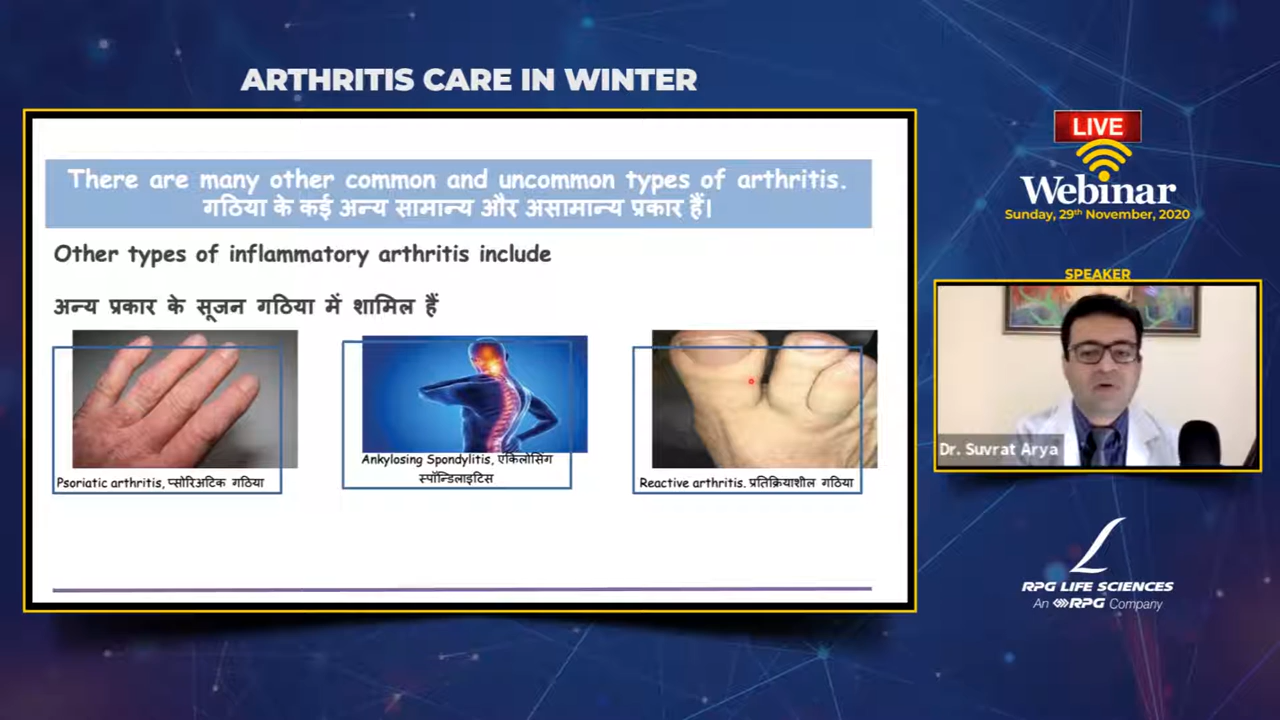 ARTHRITIS CARE IN WINTER
There are many other common and uncommon types of arthritis.
गठिया के कई अन्य सामान्य और असामान्य प्रकार हैं।
Other types of inflammatory arthritis include
अन्य प्रकार के सूजन गठिया में शामिल हैं
Psoriatic arthritis, प्सोरिअटिक गठिया
Ankylosing Spondylitis, एंकिलॉसिंग
स्पॉन्डिलाइटिस
Reactive arthritis. प्रतिक्रियाशील गठिया
LIVE
Webinar
Sunday, 29th November, 2020
SPEAKER
Dr. Suvrat Arya
RPG LIFE SCIENCES
An RPG Company